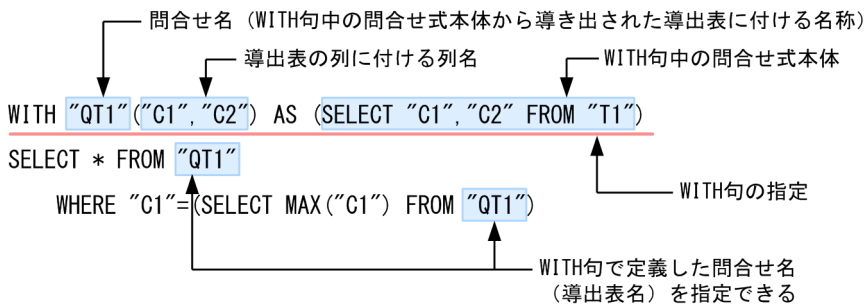 問合せ名（WITH句中の問合せ式本体から導き出された導出表に付ける名称）
導出表の列に付ける列名
WITH句中の問合せ式本体
WITH "QT1"("C1","C2") AS (SELECT "C1","C2" FROM "T1")
SELECT * FROM "QT1"
WITH句の指定
WHERE "C1"=(SELECT MAX("C1") FROM "QT1")
WITH句で定義した問合せ名
（導出表名）を指定できる